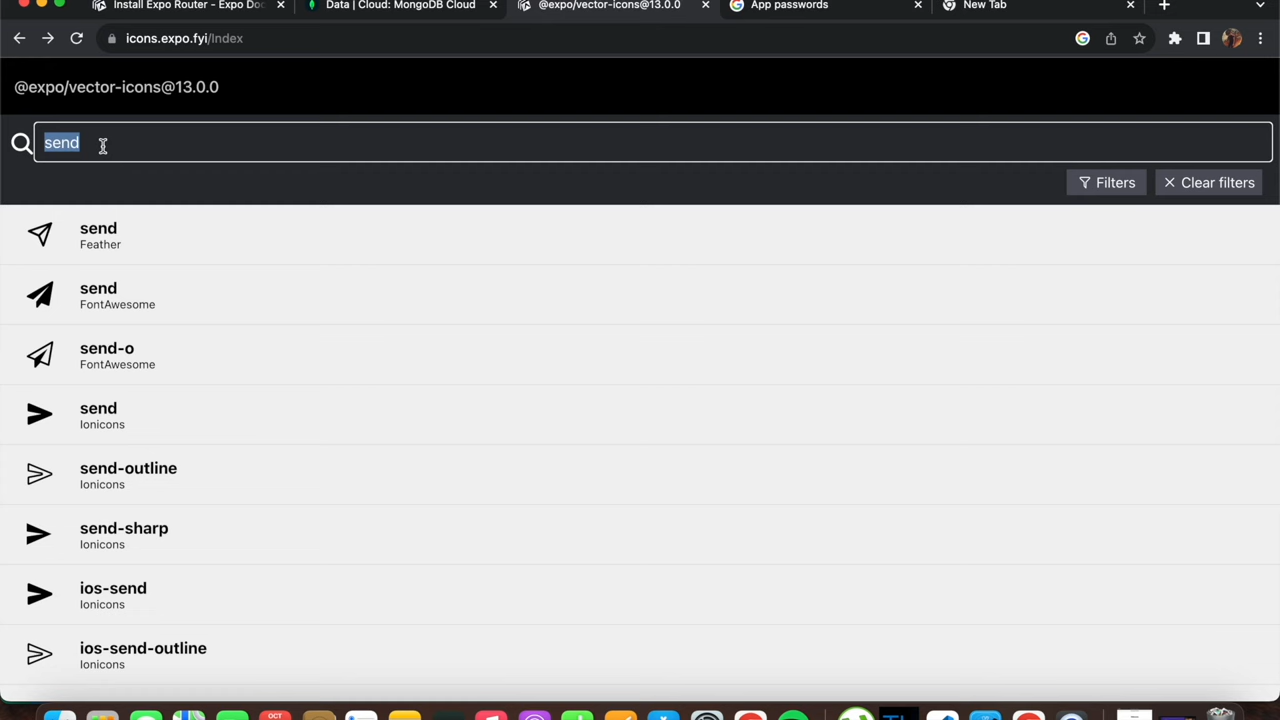 Install Expo Router - Expo Doc
Data | Cloud: MongoDB Cloud
@expo/vector-icons@13.0.0
App passwords
New Tab
icons.expo.fyi/Index
@expo/vector-icons@13.0.0
send
Filters
Clear filters
send
Feather
send
FontAwesome
send-o
FontAwesome
send
Ionicons
send-outline
Ionicons
send-sharp
Ionicons
ios-send
Ionicons
ios-send-outline
Ionicons
OCT